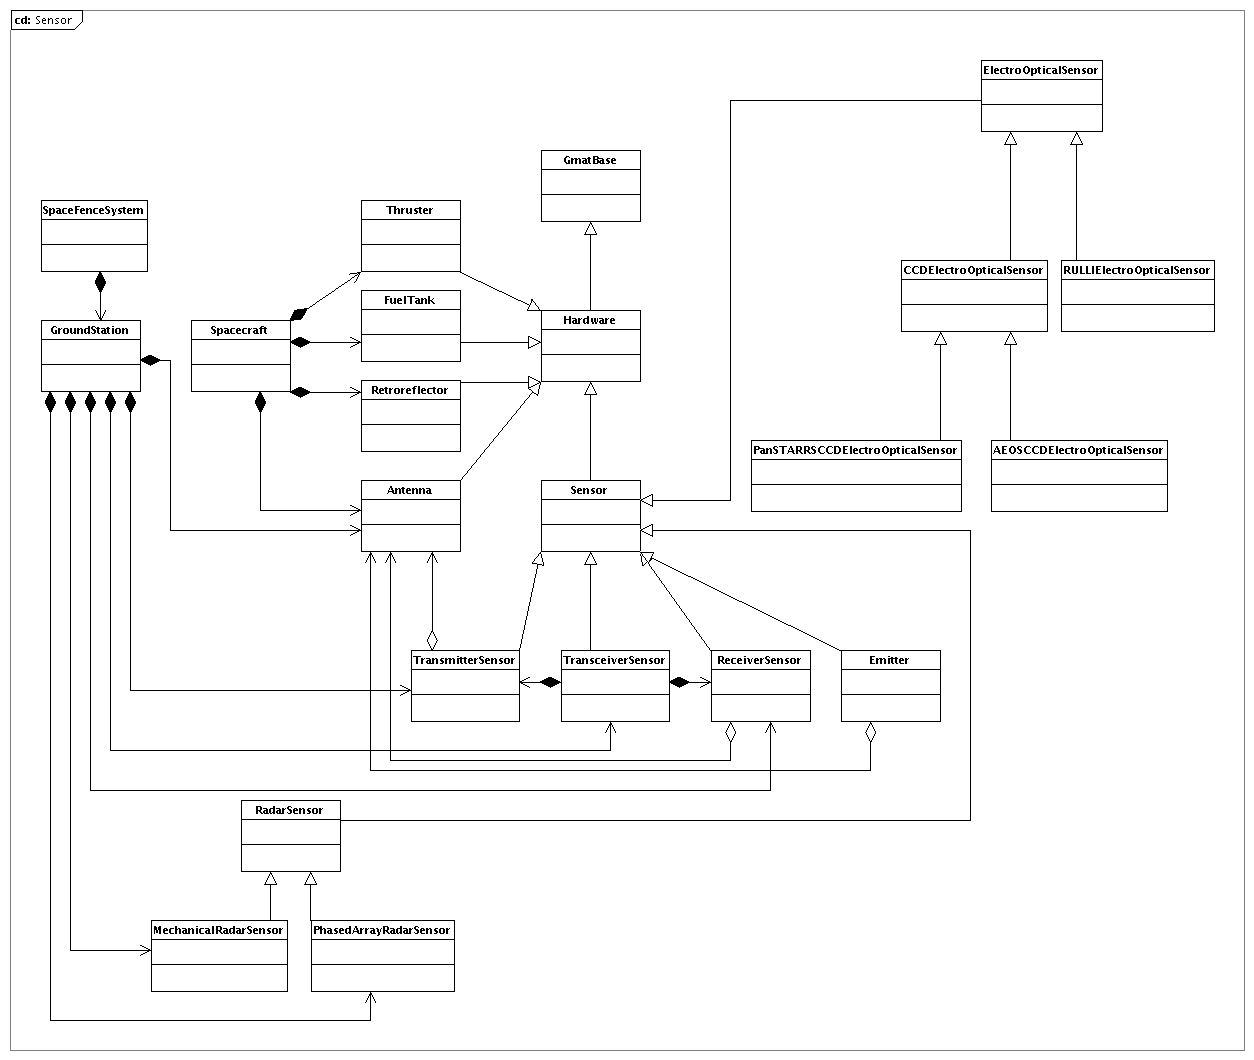 cd: Sensor
ElectroOpticalSensor
GmatBase
SpaceFenceSystem
Thruster
CCDElectroOpticalSensor
RULLIElectroOpticalSensor
FuelTank
GroundStation
Spacecraft
Hardware
Retroreflector
PanSTARRSCCDElectroOpticalSensor
AEOSCCDElectroOpticalSensor
Antenna
Sensor
TransmitterSensor
TransceiverSensor
ReceiverSensor
Emitter
RadarSensor
MechanicalRadarSensor
PhasedArrayRadarSensor